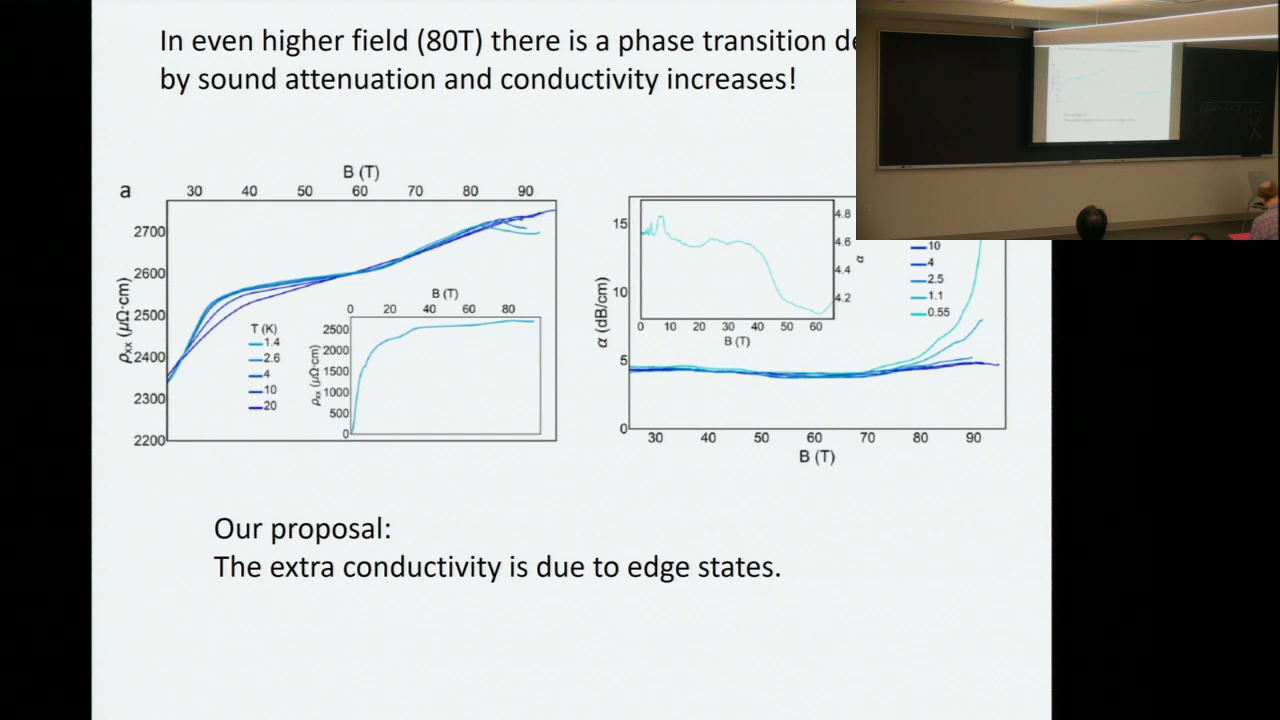 In even higher field (80T) there is a phase transition de
by sound attenuation and conductivity increases!
a
B (T)
30 40 50 60 70 80 90
2700
2600
2500
2400
2300
2200
ρxx (μΩ·cm)
T (K)
1.4
2.6
4
10
20
B (T)
0 20 40 60 80
2500
2000
1500
1000
500
0
ρxx (μΩ·cm)
15
10
5
0
α (dB/cm)
4.8
4.6
4.4
4.2
α
0 10 20 30 40 50 60
B (T)
10
4
2.5
1.1
0.55
30 40 50 60 70 80 90
B (T)
Our proposal:
The extra conductivity is due to edge states.